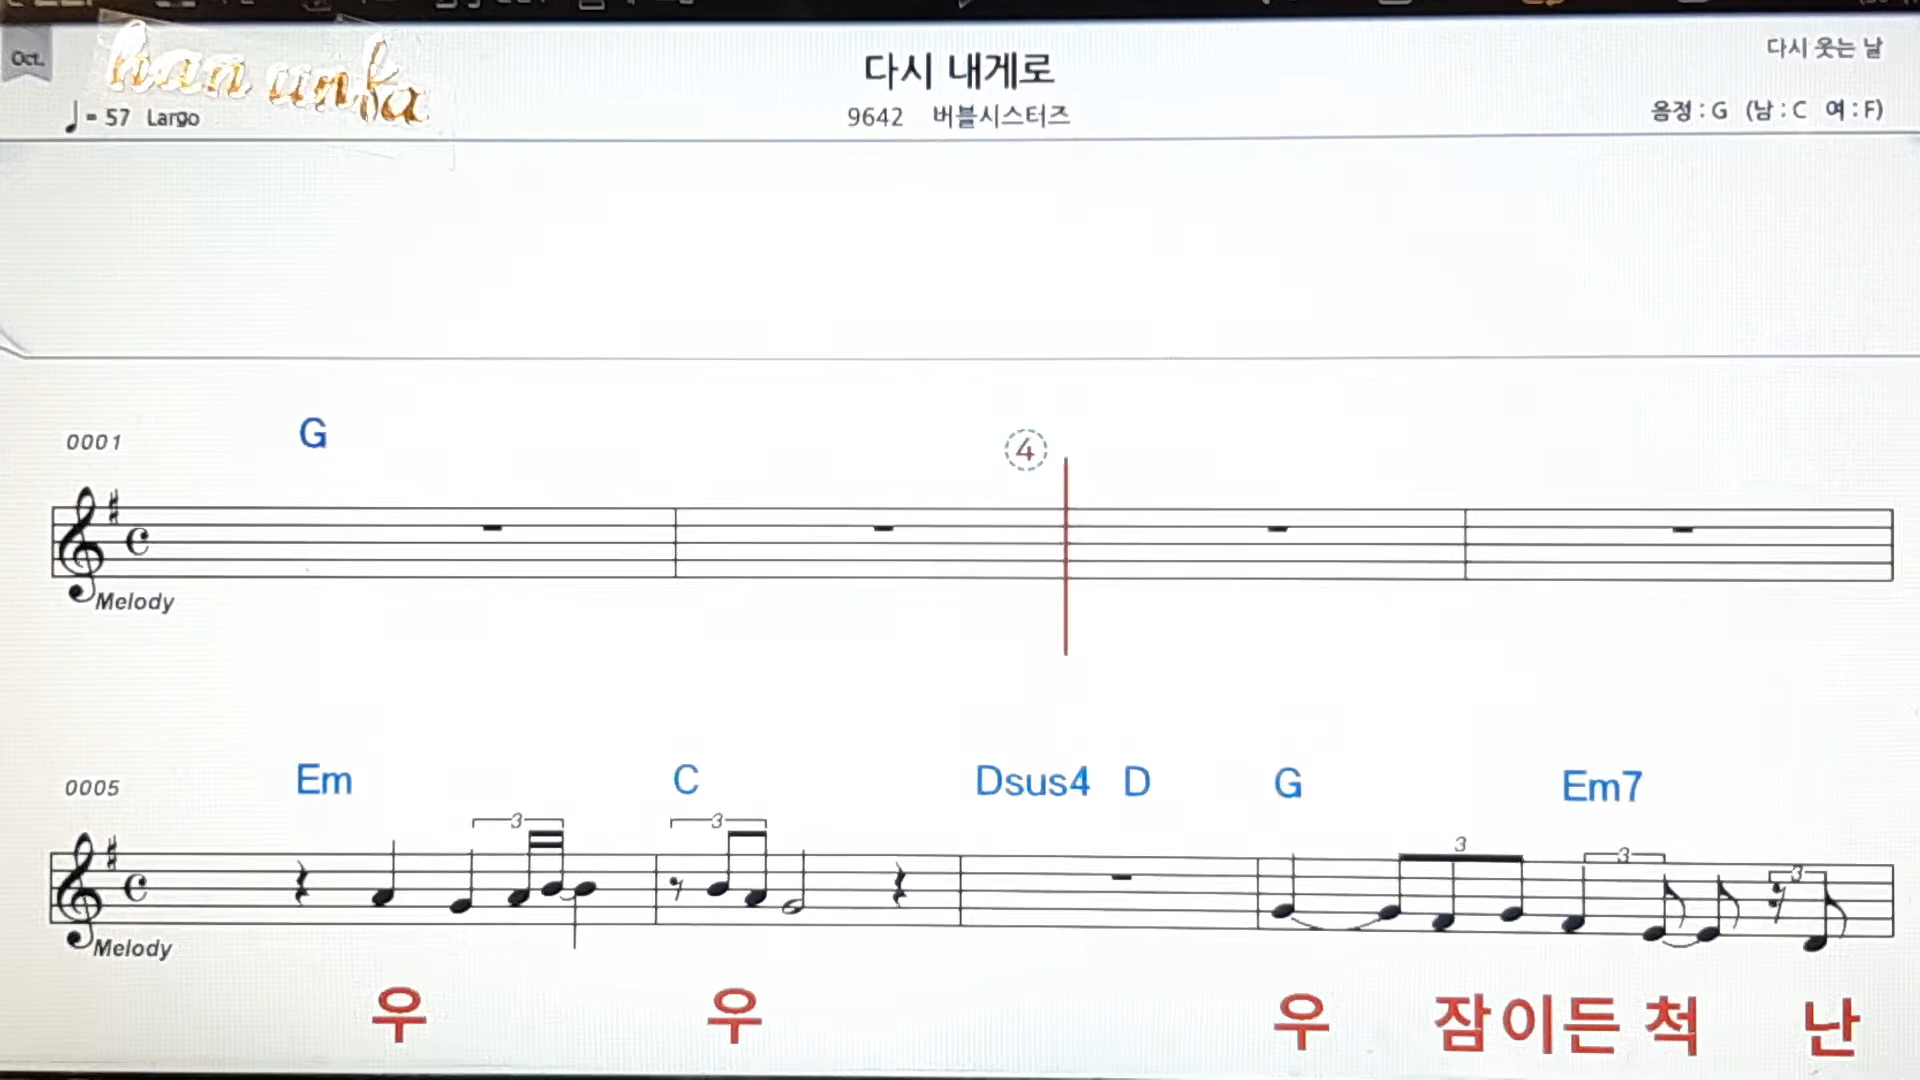 Oct.
han unfa
다시 내게로
다시 웃는 날
♩ = 57 Largo
9642 버블시스터즈
음정 : G (남 : C 여 : F)
0001
G
4
Melody
0005
Em C Dsus4 D G Em7
3 3 3 3 3
Melody
우 우 우 잠이든 척 난